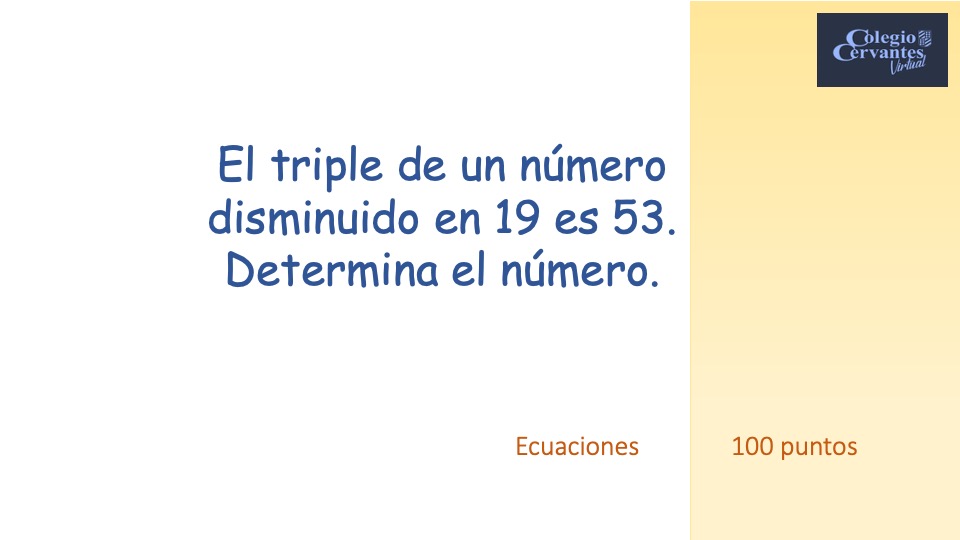 Colegio
Cervantes
Virtual
El triple de un número
disminuido en 19 es 53.
Determina el número.
Ecuaciones
100 puntos